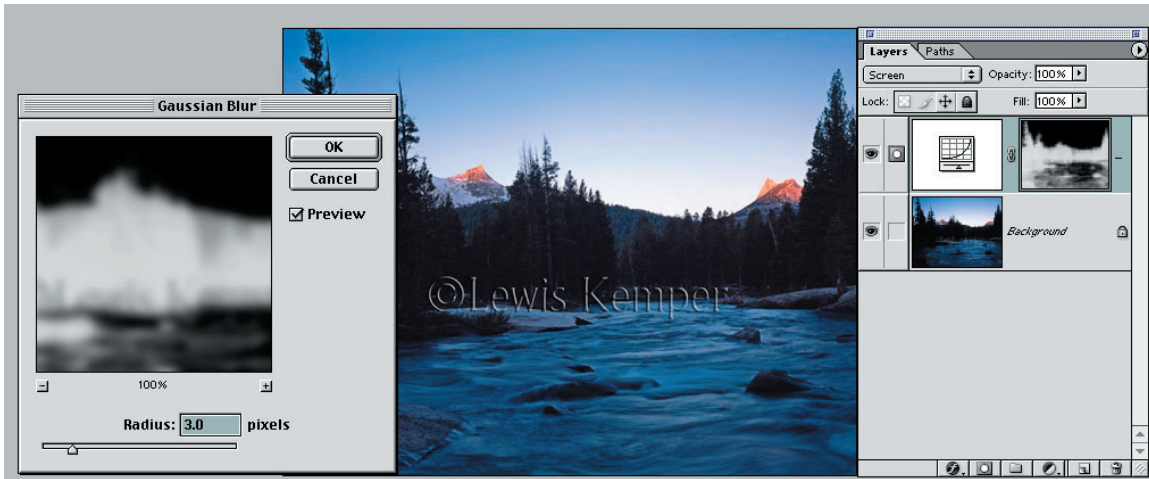 Gaussian Blur
OK
Cancel
Preview
100%
Radius: 3.0 pixels
©Lewis Kemper
Layers Paths
Screen Opacity: 100%
Lock: Fill: 100%
Background